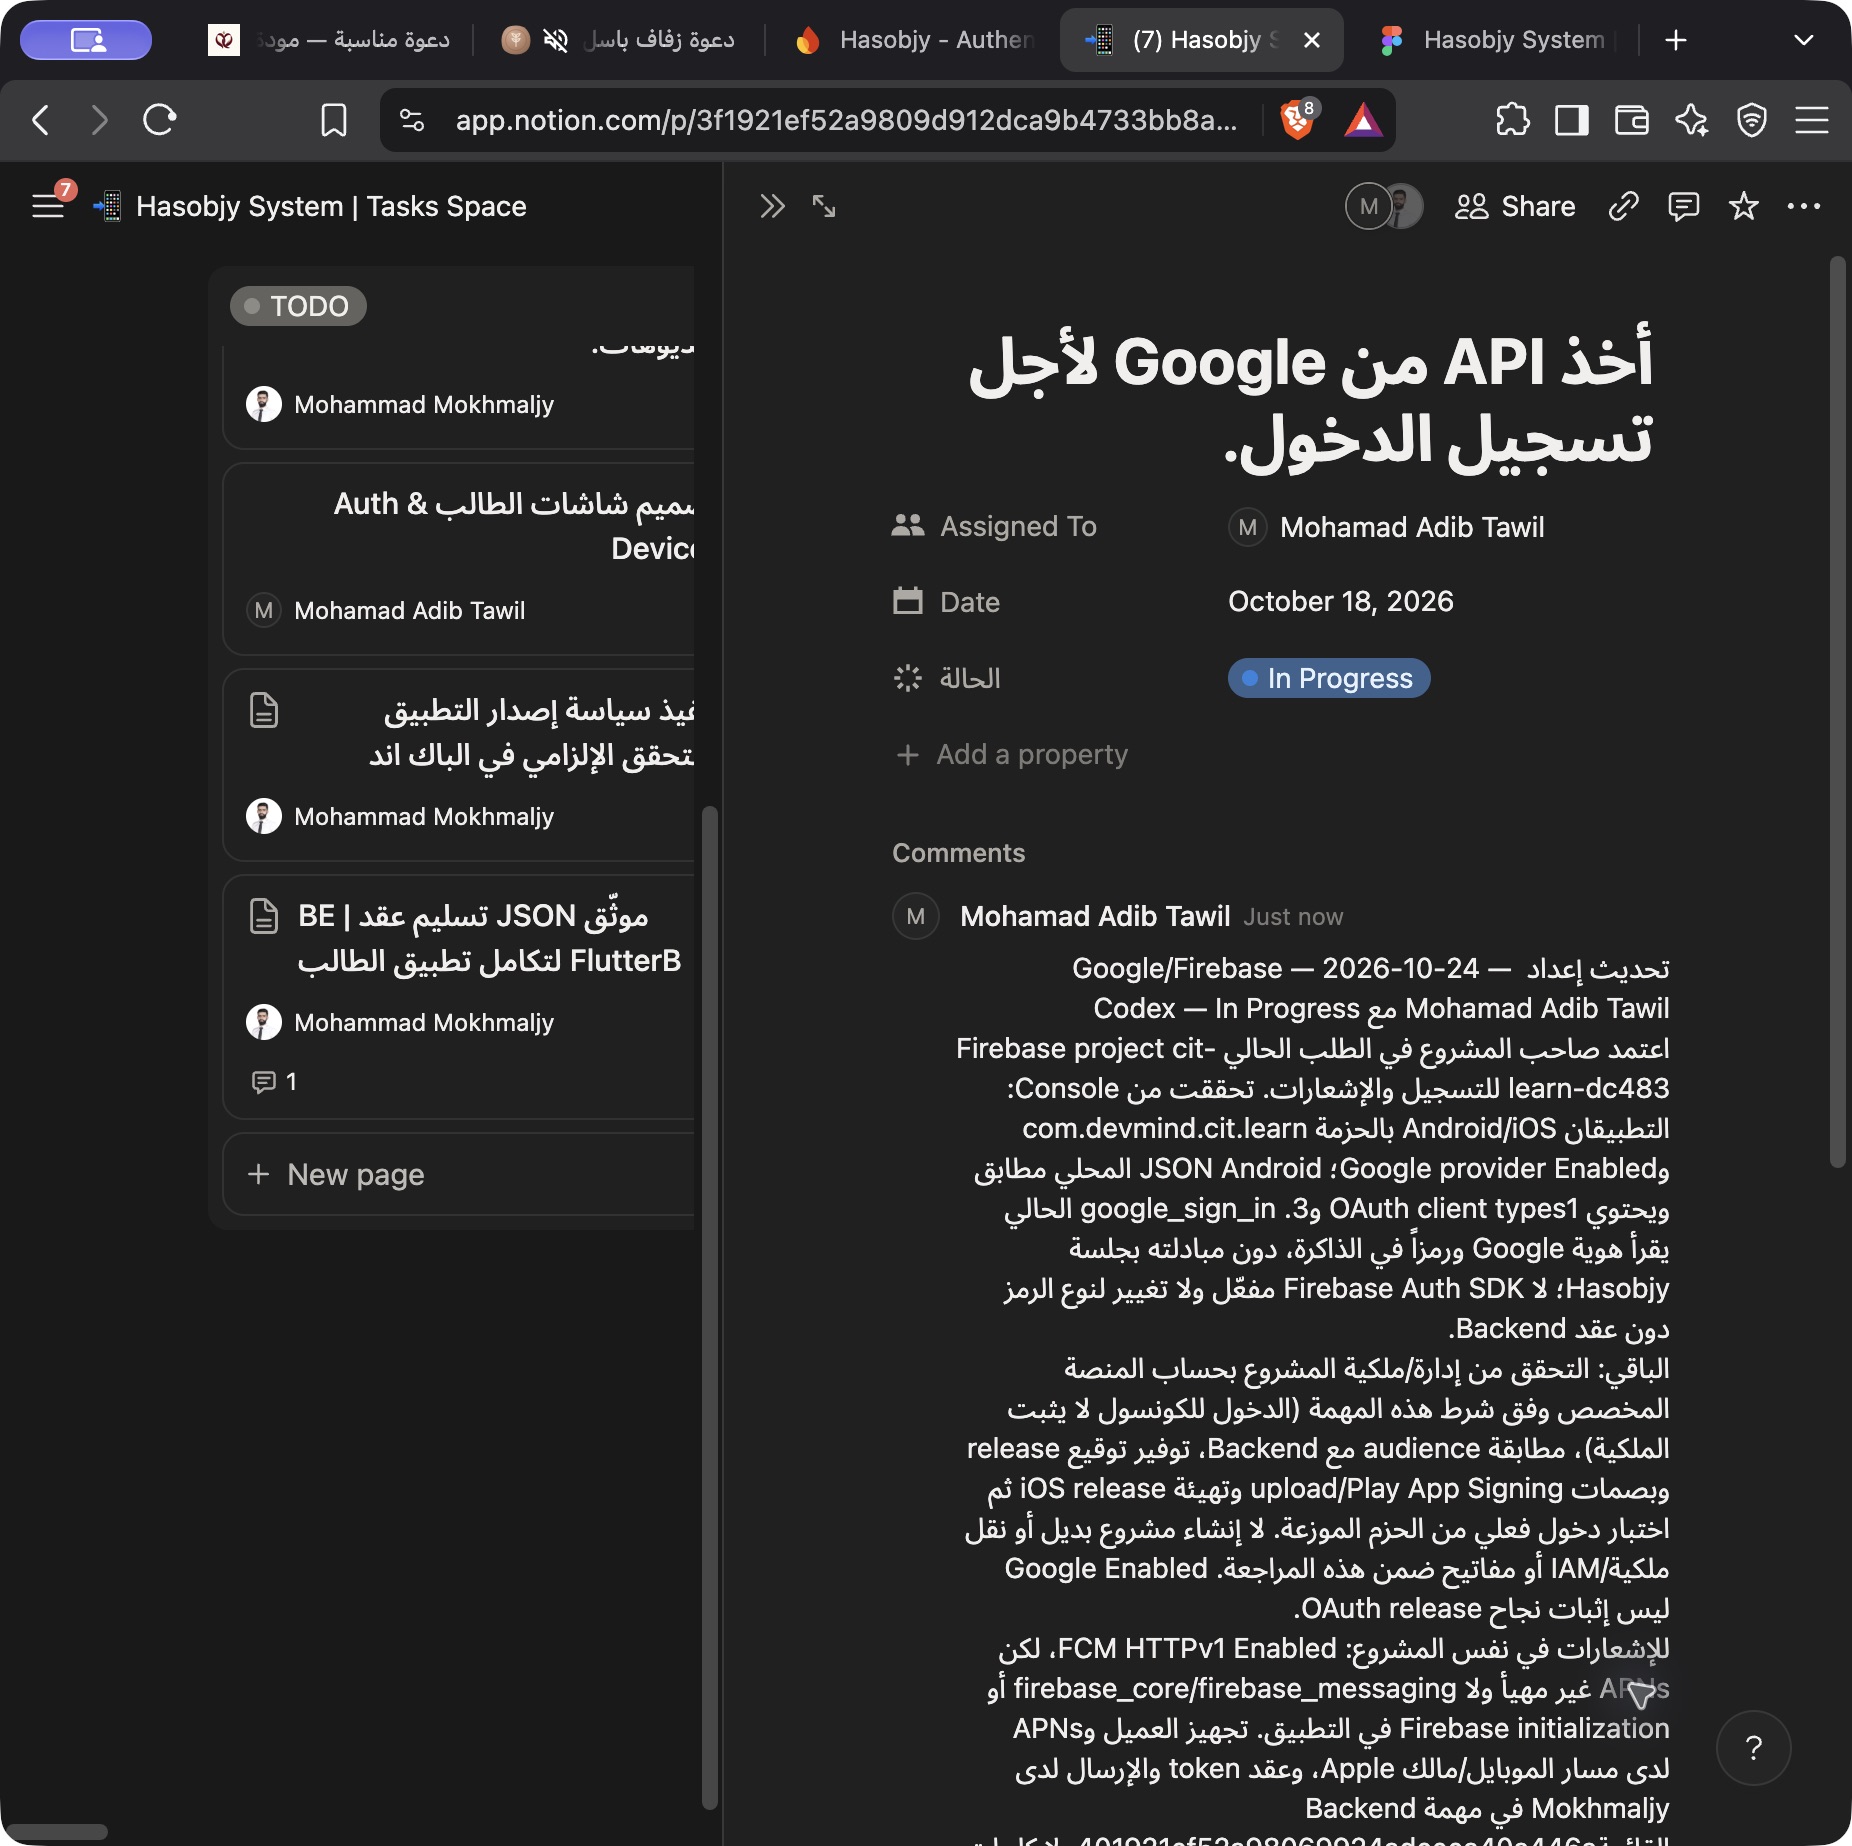 دعوة مناسبة — مودة
دعوة زفاف باسل
Hasobjy - Authen
(7) Hasobjy S
Hasobjy System |
app.notion.com/p/3f1921ef52a9809d912dca9b4733bb8a...
8
7
Hasobjy System | Tasks Space
TODO
Mohammad Mokhmaljy
ميم شاشات الطالب & Auth
Device
M Mohamad Adib Tawil
فيذ سياسة إصدار التطبيق
تحقق الإلزامي في الباك اند
Mohammad Mokhmaljy
BE | تسليم عقد JSON موثّق
لتكامل تطبيق الطالب FlutterB
Mohammad Mokhmaljy
1
New page
M
Share
أخذ API من Google لأجل
تسجيل الدخول.
Assigned To
M Mohamad Adib Tawil
Date
October 18, 2026
الحالة
In Progress
Add a property
Comments
M Mohamad Adib Tawil Just now
تحديث إعداد Google/Firebase — 2026-10-24 —
Mohamad Adib Tawil مع Codex — In Progress
اعتمد صاحب المشروع في الطلب الحالي Firebase project cit-
learn-dc483 للتسجيل والإشعارات. تحققت من Console:
التطبيقان Android/iOS بالحزمة com.devmind.cit.learn
وGoogle provider Enabled؛ JSON Android المحلي مطابق
ويحتوي OAuth client types1 و3. google_sign_in الحالي
يقرأ هوية Google ورمزاً في الذاكرة، دون مبادلته بجلسة
Hasobjy؛ لا Firebase Auth SDK مفعّل ولا تغيير لنوع الرمز
دون عقد Backend.
الباقي: التحقق من إدارة/ملكية المشروع بحساب المنصة
المخصص وفق شرط هذه المهمة (الدخول للكونسول لا يثبت
الملكية)، مطابقة audience مع Backend، توفير توقيع release
وبصمات upload/Play App Signing وتهيئة iOS release ثم
اختبار دخول فعلي من الحزم الموزعة. لا إنشاء مشروع بديل أو نقل
ملكية/IAM أو مفاتيح ضمن هذه المراجعة. Google Enabled
ليس إثبات نجاح OAuth release.
للإشعارات في نفس المشروع: FCM HTTPv1 Enabled، لكن
APNs غير مهيأ ولا firebase_core/firebase_messaging أو
Firebase initialization في التطبيق. تجهيز العميل وAPNs
لدى مسار الموبايل/مالك Apple، وعقد token والإرسال لدى
Mokhmaljy في مهمة Backend
?